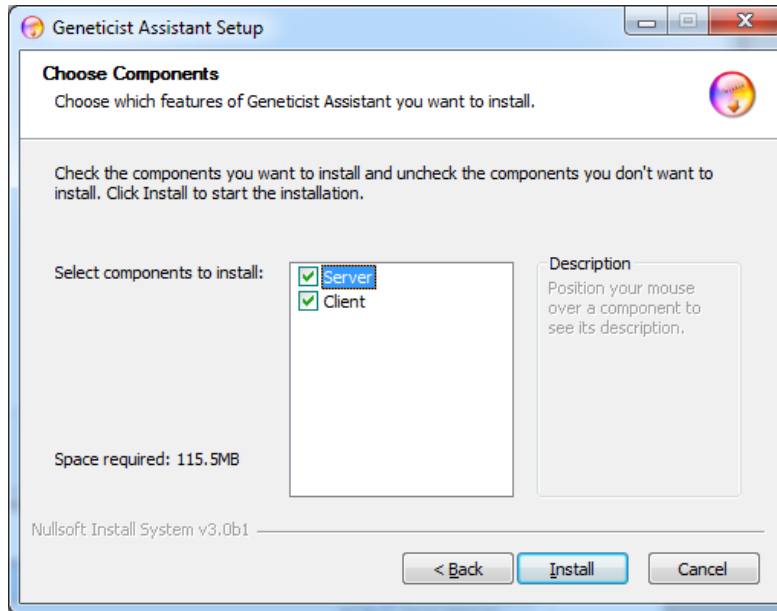 Geneticist Assistant Setup
Choose Components
Choose which features of Geneticist Assistant you want to install.
Check the components you want to install and uncheck the components you don't want to
install. Click Install to start the installation.
Select components to install:
Server
Client
Description
Position your mouse
over a component to
see its description.
Space required: 115.5MB
Nullsoft Install System v3.0b1
< Back
Install
Cancel